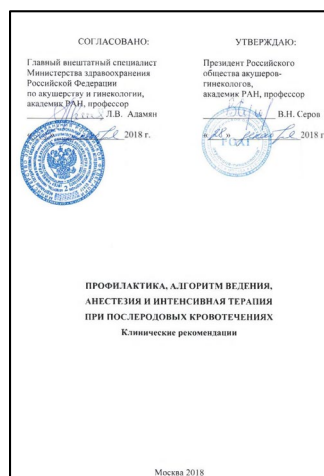 СОГЛАСОВАНО:
Главный внештатный специалист
Министерства здравоохранения
Российской Федерации
по акушерству и гинекологии,
академик РАН, профессор
Л.В. Адамян
2018 г.
УТВЕРЖДАЮ:
Президент Российского
общества акушеров-
гинекологов,
академик РАН, профессор
В.Н. Серов
2018 г
ПРОФИЛАКТИКА, АЛГОРИТМ ВЕДЕНИЯ,
АНЕСТЕЗИЯ И ИНТЕНСИВНАЯ ТЕРАПИЯ
ПРИ ПОСЛЕРОДОВЫХ КРОВОТЕЧЕНИЯХ
Клинические рекомендации
Москва 2018